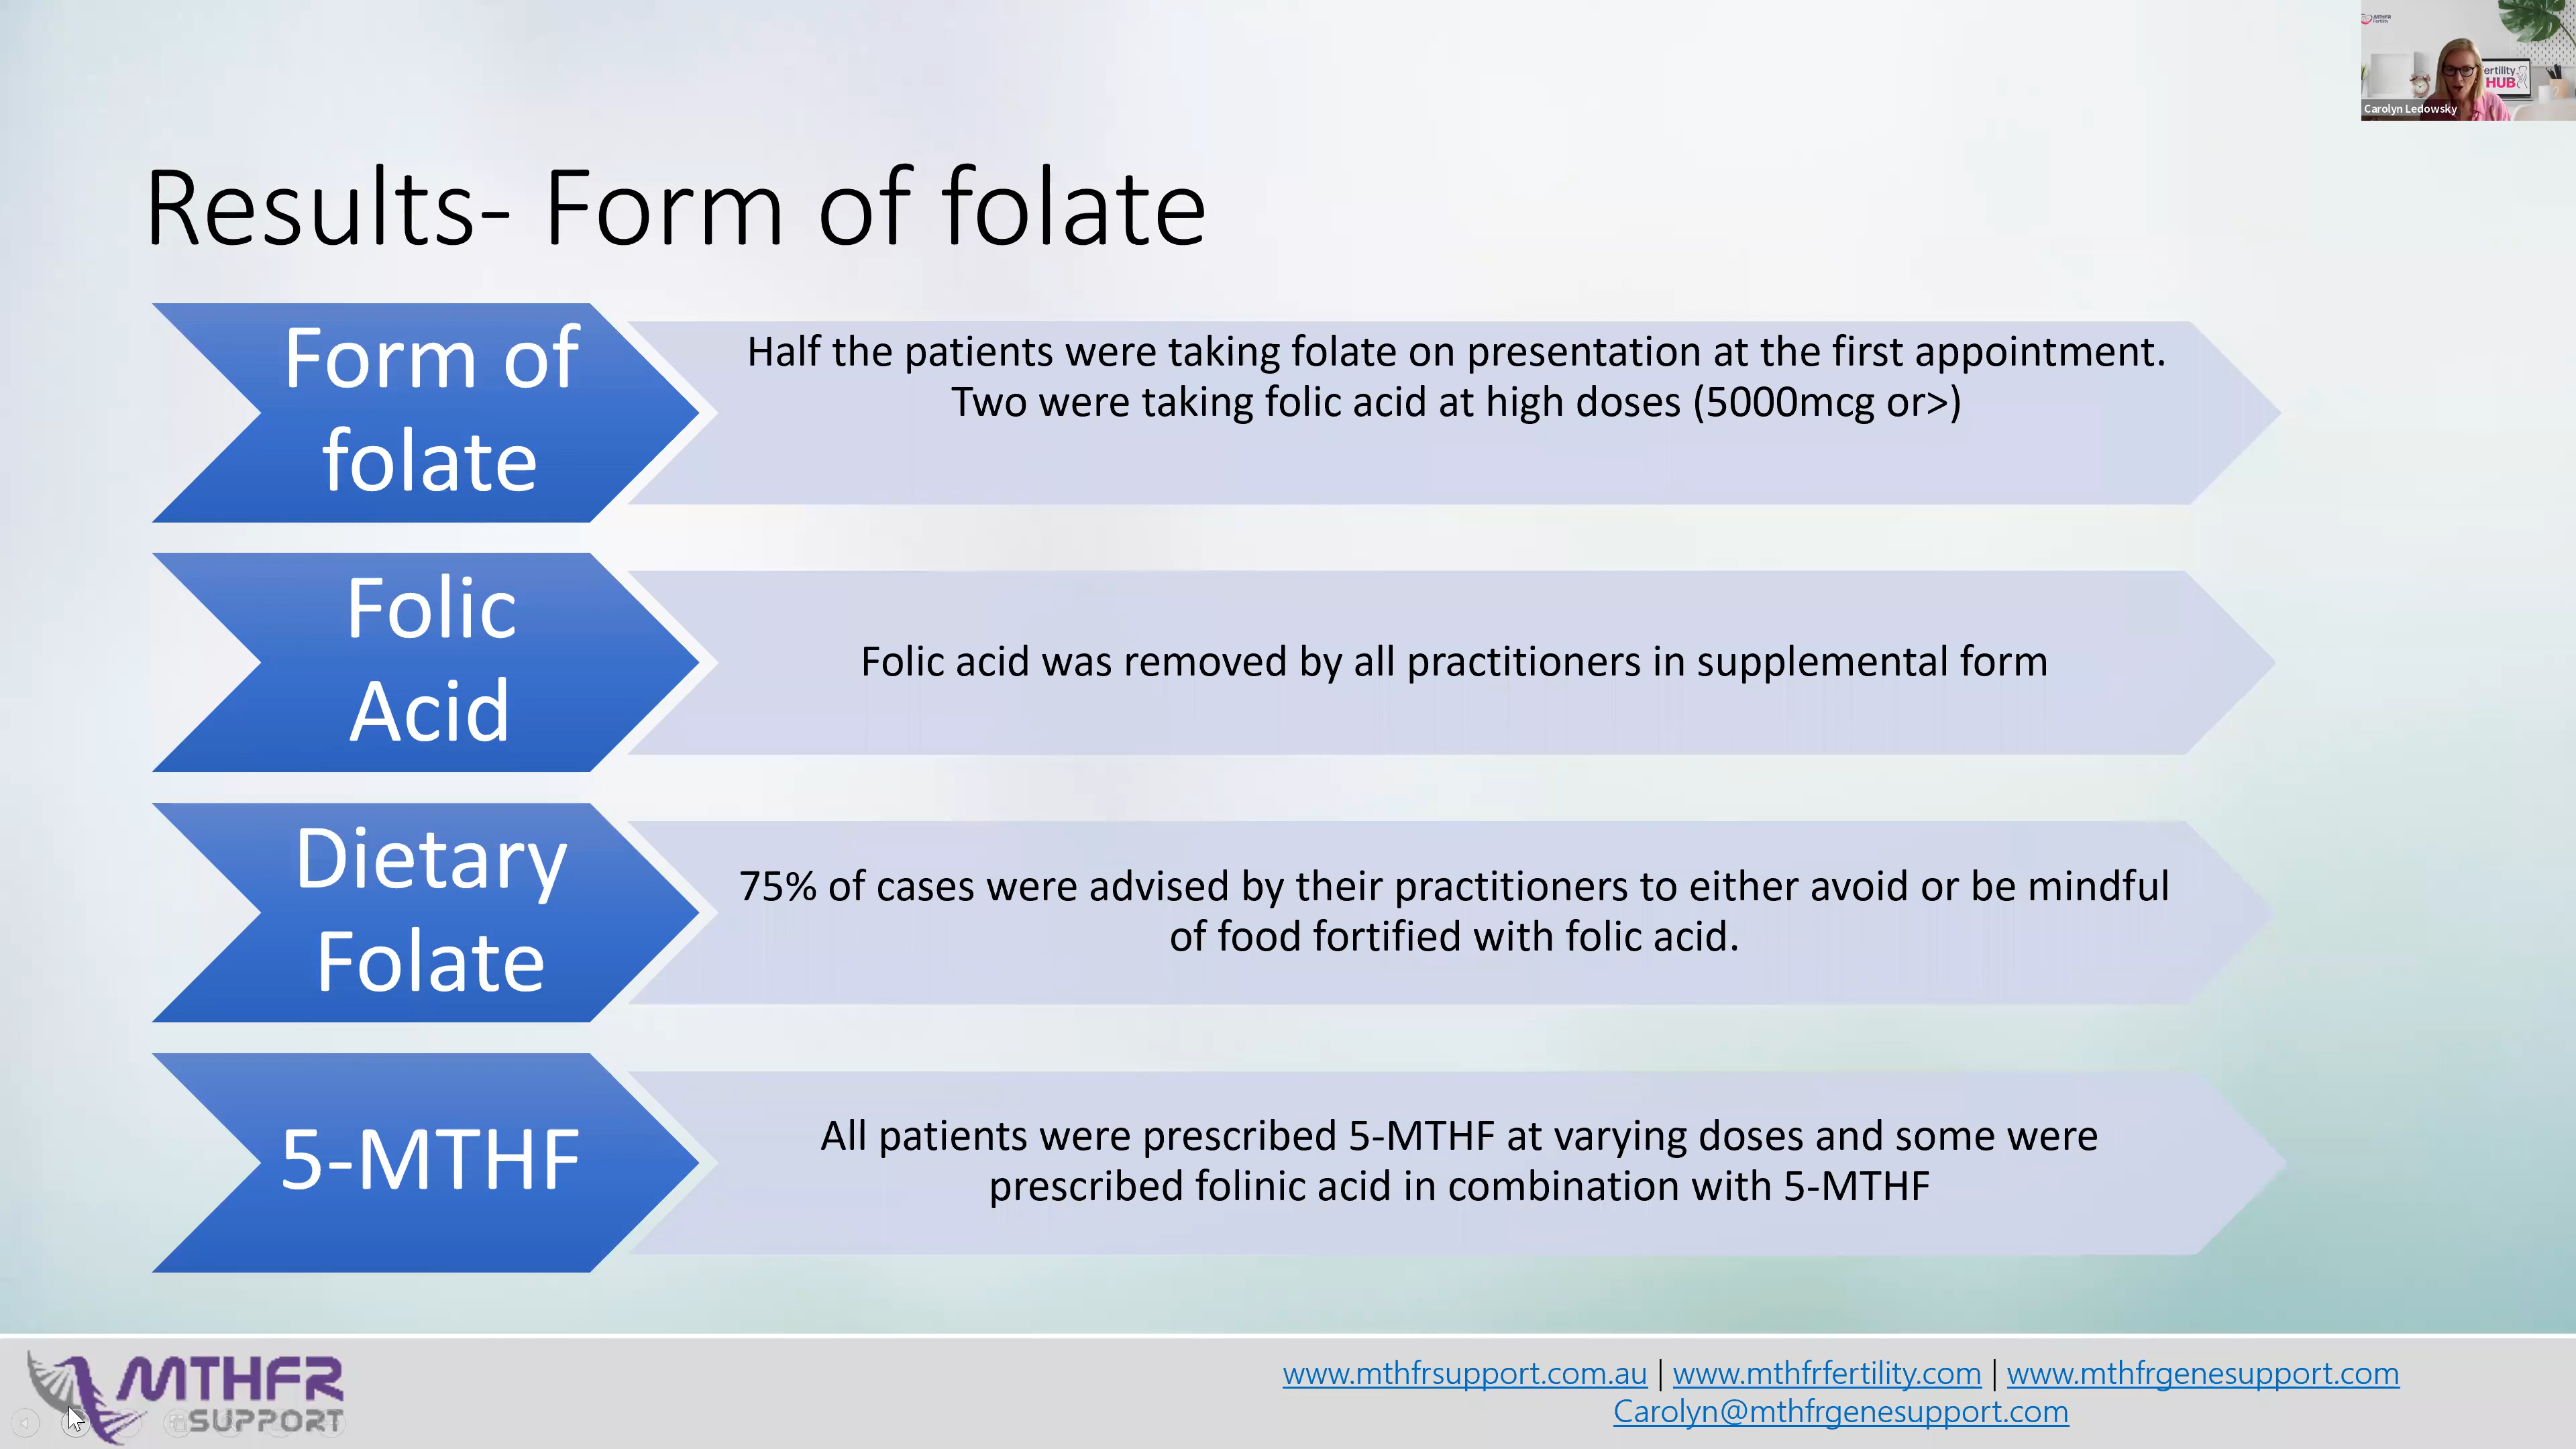 MTHFR
Fertility
ertility
HUB
Carolyn Ledowsky
Results- Form of folate
Form of
folate
Half the patients were taking folate on presentation at the first appointment.
Two were taking folic acid at high doses (5000mcg or>)
Folic
Acid
Folic acid was removed by all practitioners in supplemental form
Dietary
Folate
75% of cases were advised by their practitioners to either avoid or be mindful
of food fortified with folic acid.
5-MTHF
All patients were prescribed 5-MTHF at varying doses and some were
prescribed folinic acid in combination with 5-MTHF
MTHFR
SUPPORT
www.mthfrsupport.com.au | www.mthfrfertility.com | www.mthfrgenesupport.com
Carolyn@mthfrgenesupport.com